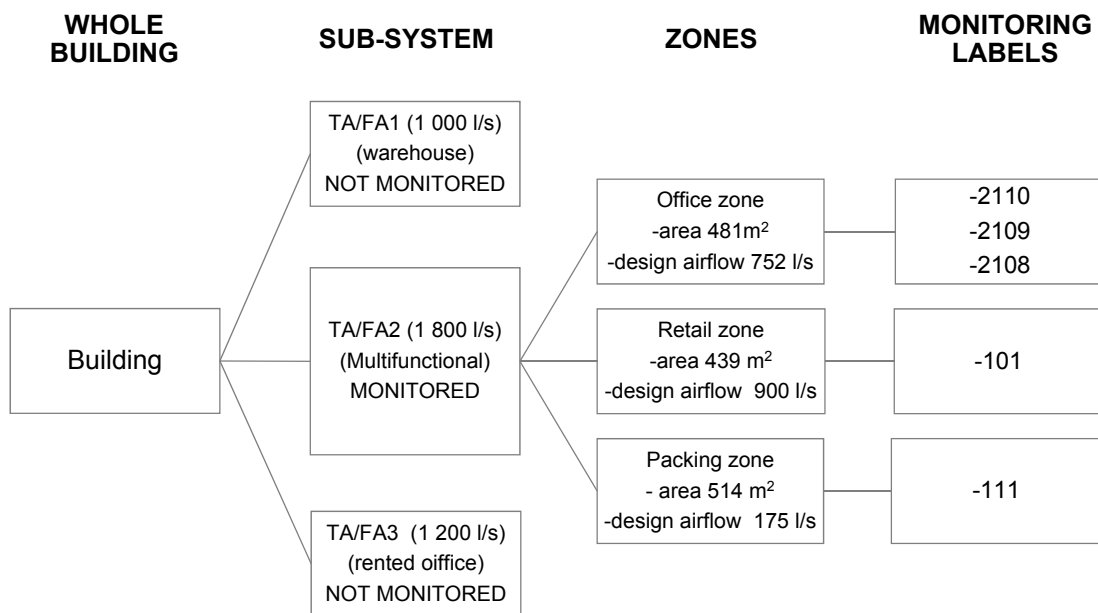 WHOLE
BUILDING
SUB-SYSTEM
ZONES
MONITORING
LABELS
Building
TA/FA1 (1 000 l/s)
(warehouse)
NOT MONITORED
TA/FA2 (1 800 l/s)
(Multifunctional)
MONITORED
TA/FA3 (1 200 l/s)
(rented oiffice)
NOT MONITORED
Office zone
-area 481m²
-design airflow 752 l/s
Retail zone
-area 439 m²
-design airflow 900 l/s
Packing zone
- area 514 m²
-design airflow 175 l/s
-2110
-2109
-2108
-101
-111